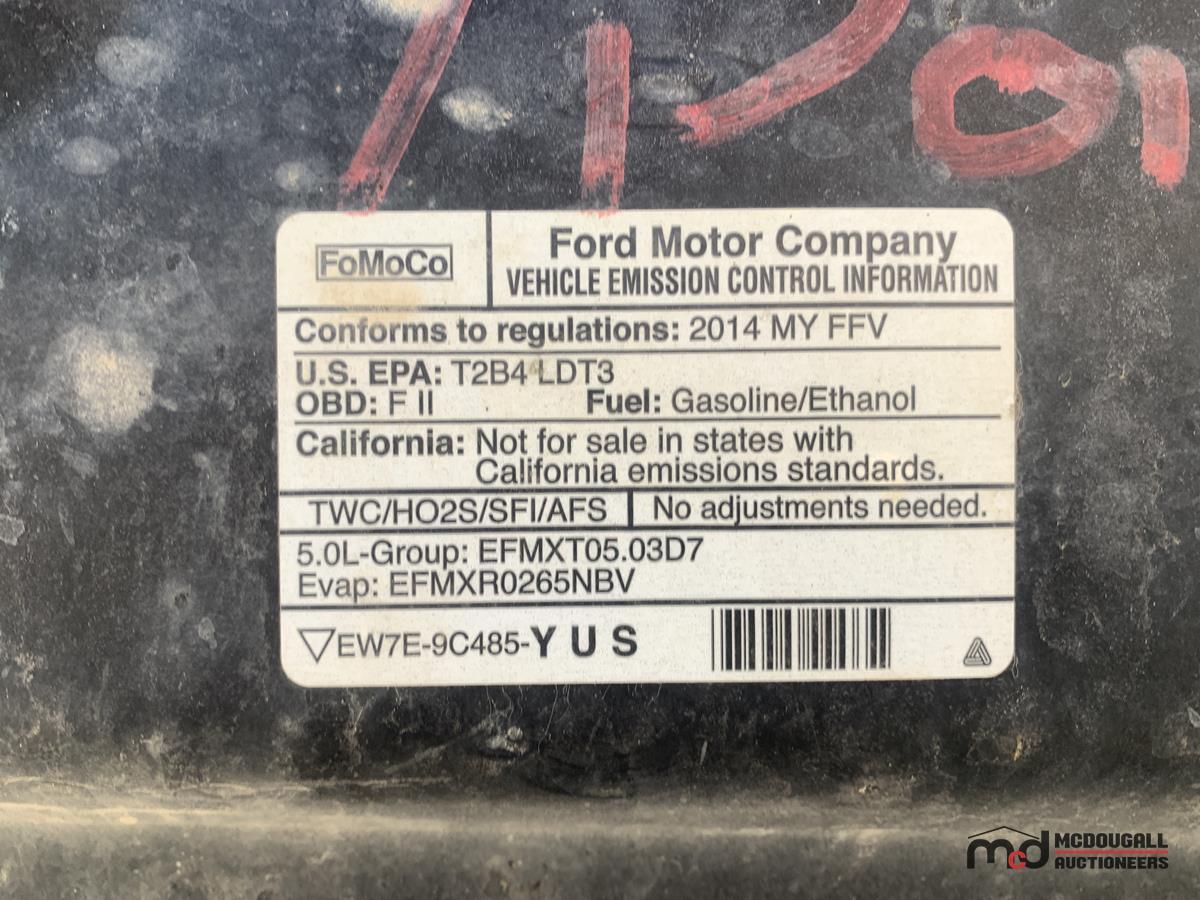 FoMoCo
Ford Motor Company
VEHICLE EMISSION CONTROL INFORMATION
Conforms to regulations: 2014 MY FFV
U.S. EPA: T2B4 LDT3
OBD: F II Fuel: Gasoline/Ethanol
California: Not for sale in states with
California emissions standards.
TWC/HO2S/SFI/AFS No adjustments needed.
5.0L-Group: EFMXT05.03D7
Evap: EFMXR0265NBV
EW7E-9C485-Y U S
mcd MCDOUGALL
AUCTIONEERS